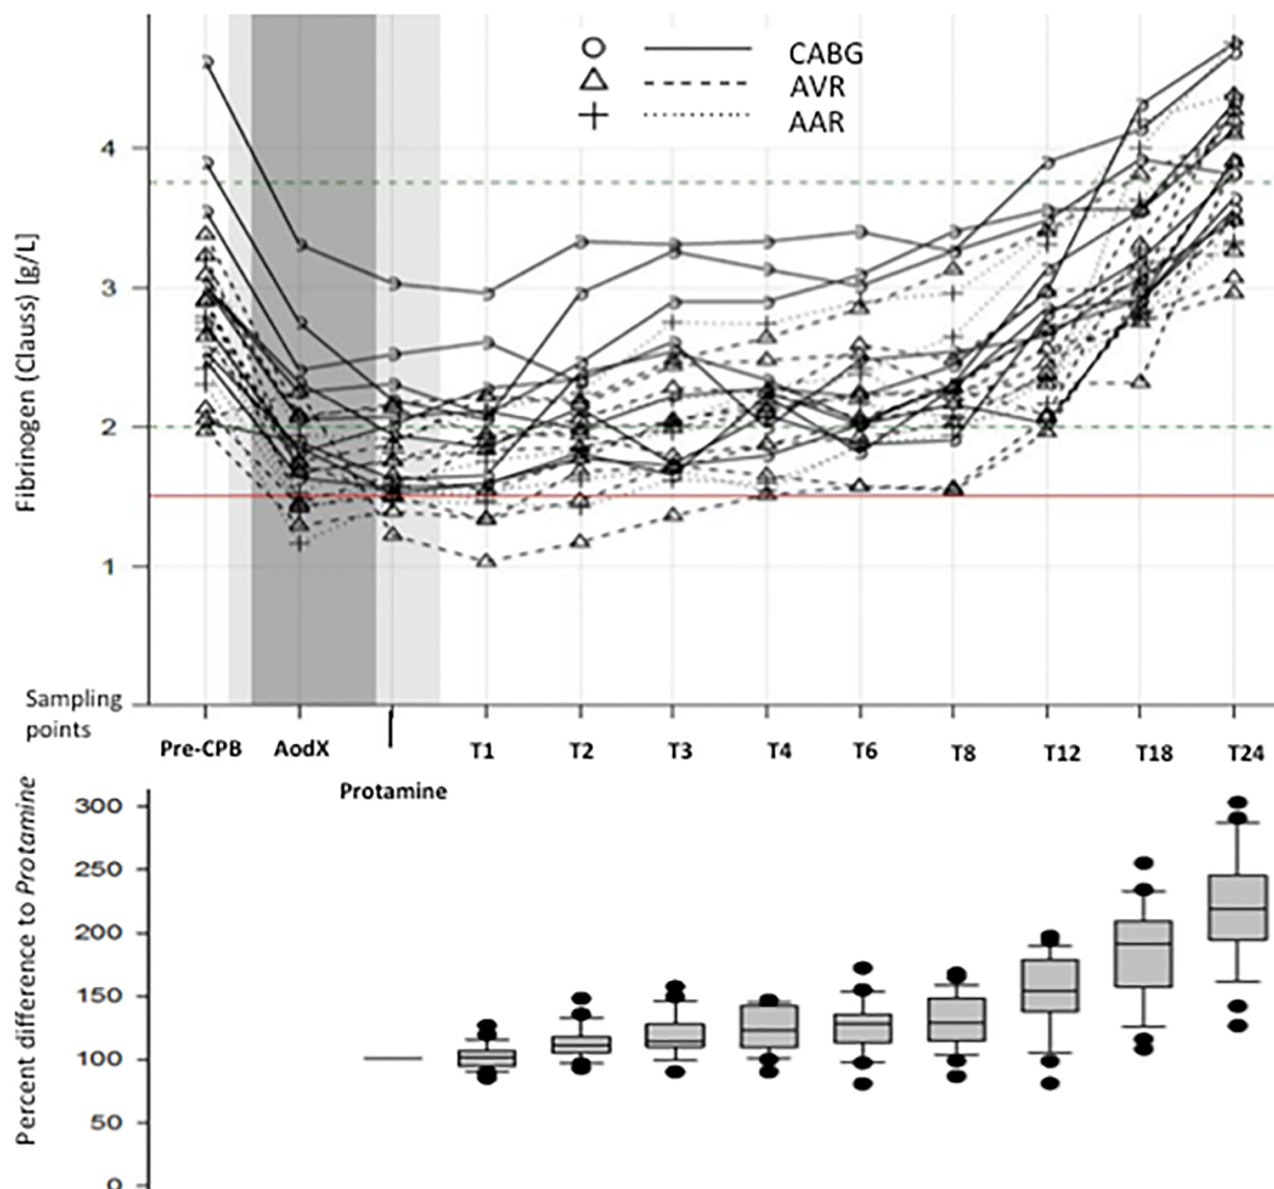 CABG
AVR
AAR
Fibrinogen (Clauss) [g/L]
4
3
2
1
Sampling
points
Pre-CPB AodX T1 T2 T3 T4 T6 T8 T12 T18 T24
Protamine
Percent difference to Protamine
300
250
200
150
100
50
0